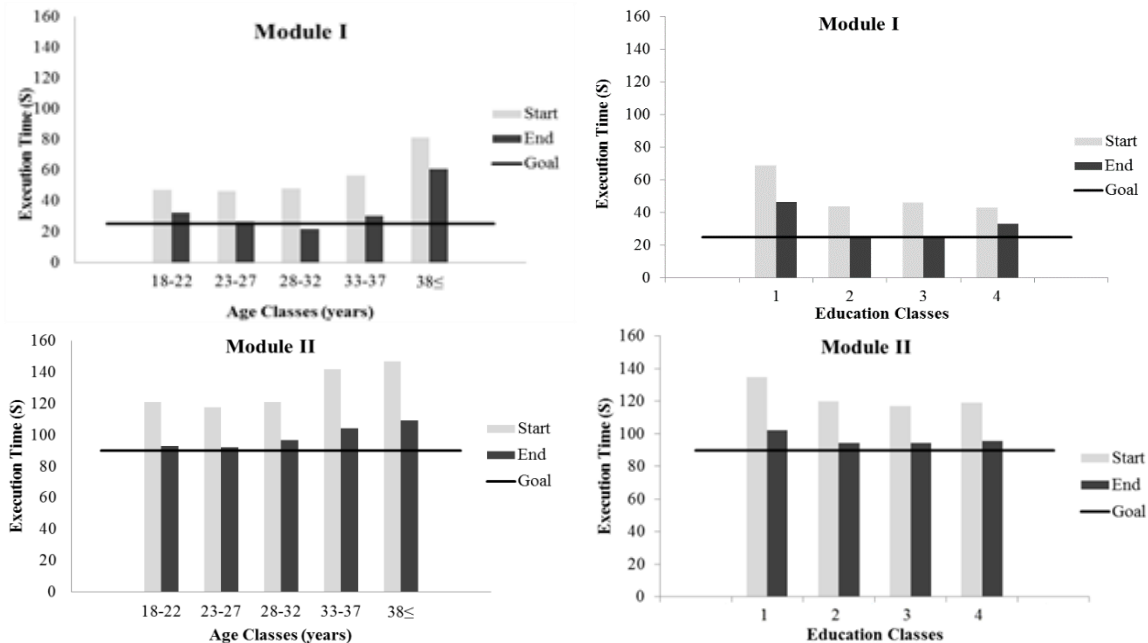 Module I
Execution Time (S)
160
140
120
100
80
60
40
20
0
18-22 23-27 28-32 33-37 38≤
Age Classes (years)
Start
End
Goal
Module I
Execution Time (S)
160
140
120
100
80
60
40
20
0
1 2 3 4
Education Classes
Start
End
Goal
Module II
Execution Time (S)
160
140
120
100
80
60
40
20
0
18-22 23-27 28-32 33-37 38≤
Age Classes (years)
Start
End
Goal
Module II
Execution Time (S)
160
140
120
100
80
60
40
20
0
1 2 3 4
Education Classes
Start
End
Goal